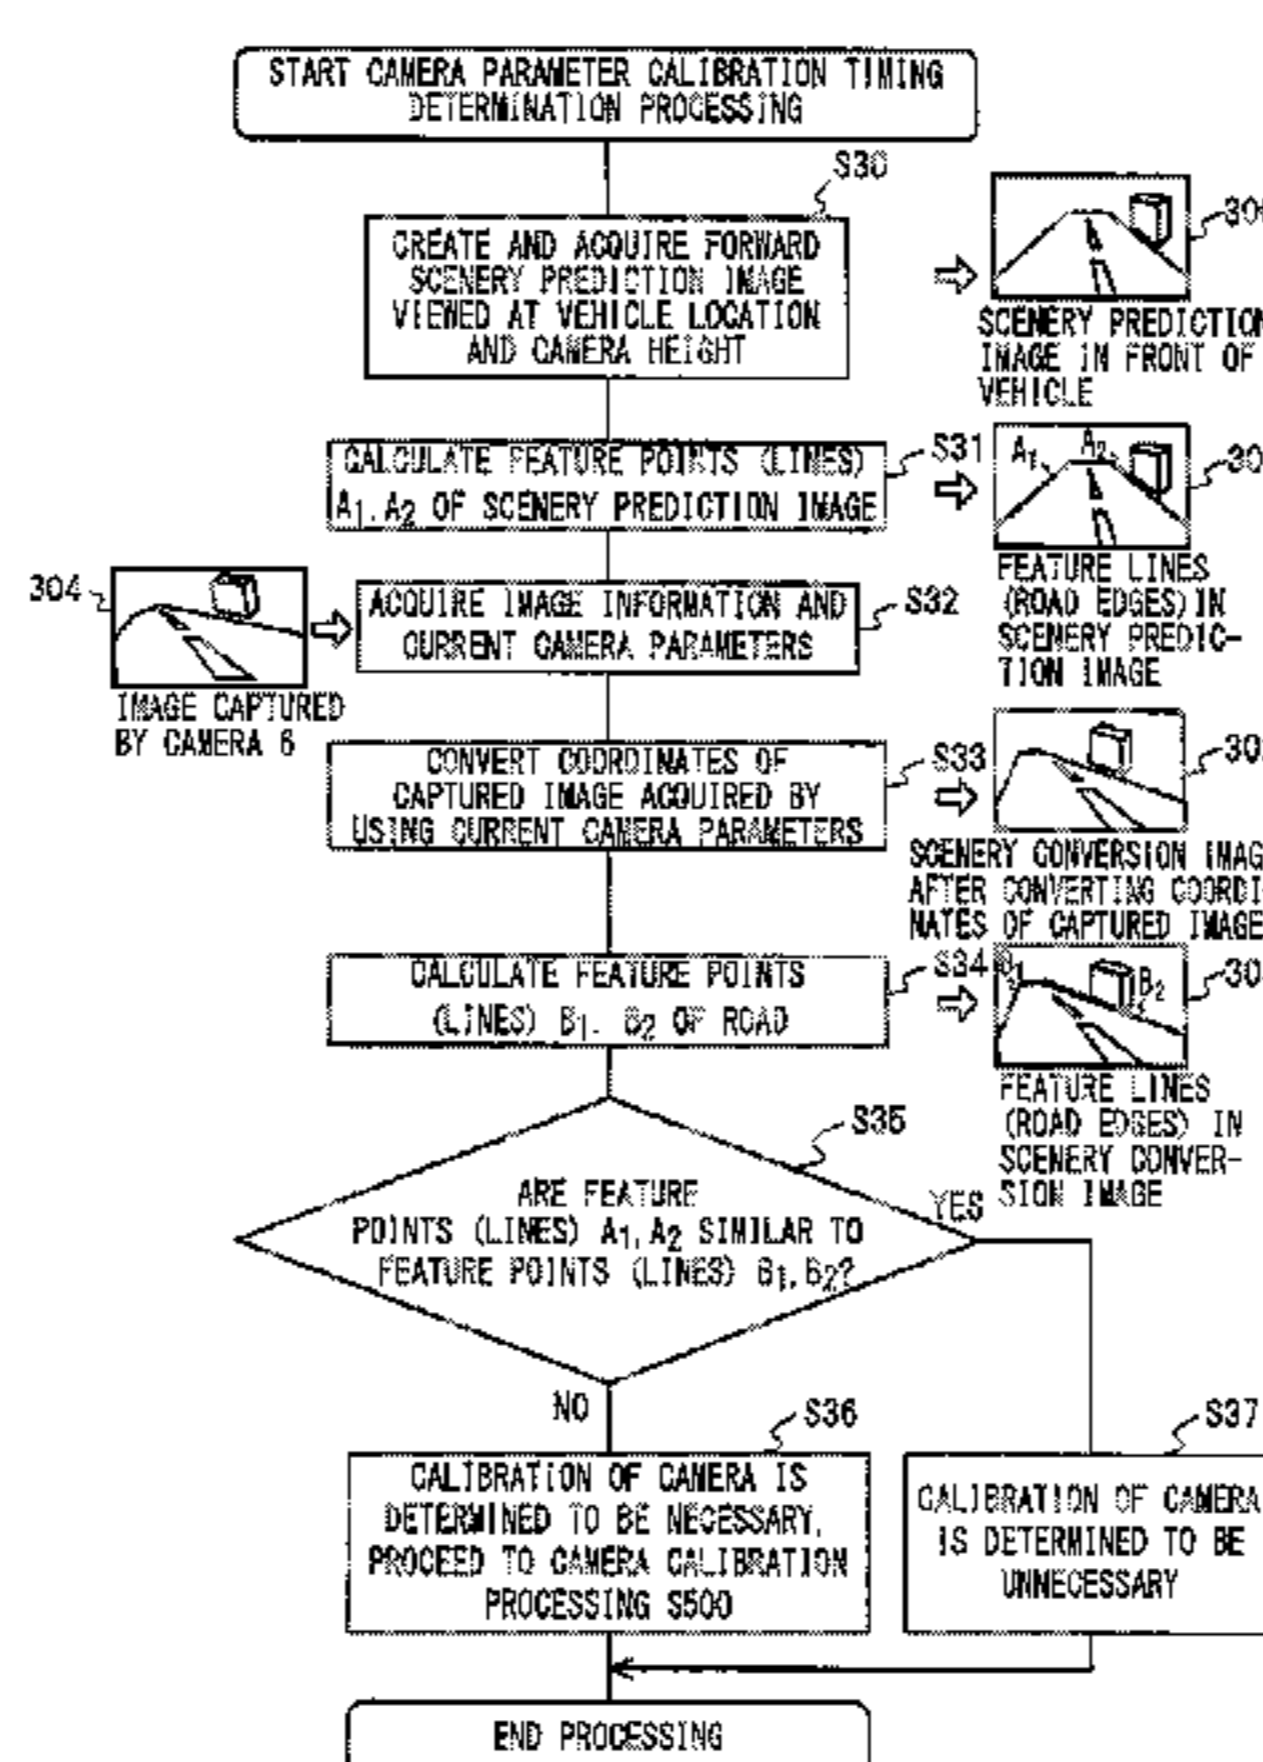 START CAMERA PARAMETER CALIBRATION TIMING
DETERMINATION PROCESSING
S30
CREATE AND ACQUIRE FORWARD
SCENERY PREDICTION IMAGE
VIEWED AT VEHICLE LOCATION
AND CAMERA HEIGHT
SCENERY PREDICTION
IMAGE IN FRONT OF
VEHICLE
CALCULATE FEATURE POINTS (LINES)
A1, A2 OF SCENERY PREDICTION IMAGE
S31
A1 A2
FEATURE LINES
(ROAD EDGES) IN
SCENERY PREDIC-
TION IMAGE
304
IMAGE CAPTURED
BY CAMERA 6
ACQUIRE IMAGE INFORMATION AND
CURRENT CAMERA PARAMETERS
S32
CONVERT COORDINATES OF
CAPTURED IMAGE ACQUIRED BY
USING CURRENT CAMERA PARAMETERS
S33
SCENERY CONVERSION IMAG
AFTER CONVERTING COORDI-
NATES OF CAPTURED IMAGE
CALCULATE FEATURE POINTS
(LINES) B1, B2 OF ROAD
S34
B1 B2
FEATURE LINES
(ROAD EDGES) IN
SCENERY CONVER-
SION IMAGE
S35
ARE FEATURE
POINTS (LINES) A1, A2 SIMILAR TO
FEATURE POINTS (LINES) B1, B2?
YES
NO
S36
CALIBRATION OF CAMERA IS
DETERMINED TO BE NECESSARY,
PROCEED TO CAMERA CALIBRATION
PROCESSING S500
S37
CALIBRATION OF CAMERA
IS DETERMINED TO BE
UNNECESSARY
END PROCESSING